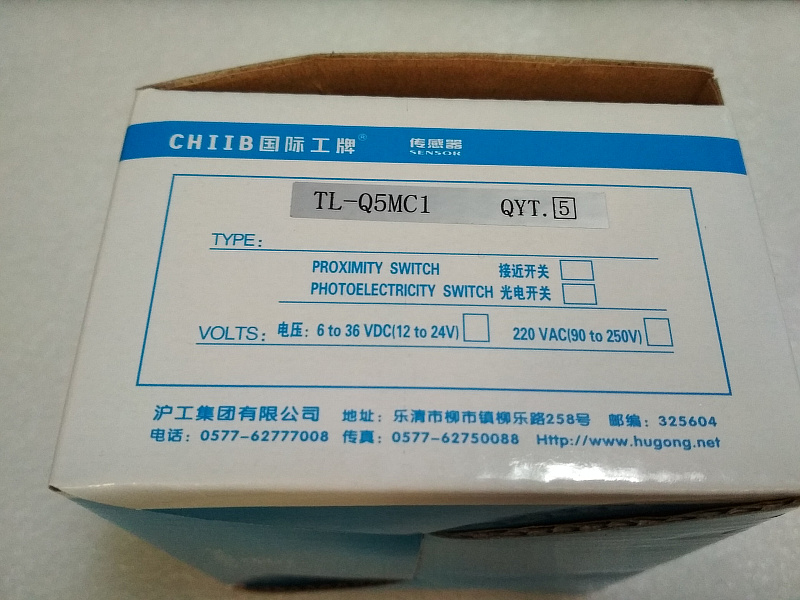 CHIIB国际工牌® 传感器
SENSOR
TL-Q5MC1 QYT.5
TYPE:
PROXIMITY SWITCH 接近开关
PHOTOELECTRICITY SWITCH 光电开关
VOLTS: 电压: 6 to 36 VDC(12 to 24V) 220 VAC(90 to 250V)
沪工集团有限公司 地址: 乐清市柳市镇柳乐路258号 邮编: 325604
电话: 0577-62777008 传真: 0577-62750088 Http://www.hugong.net